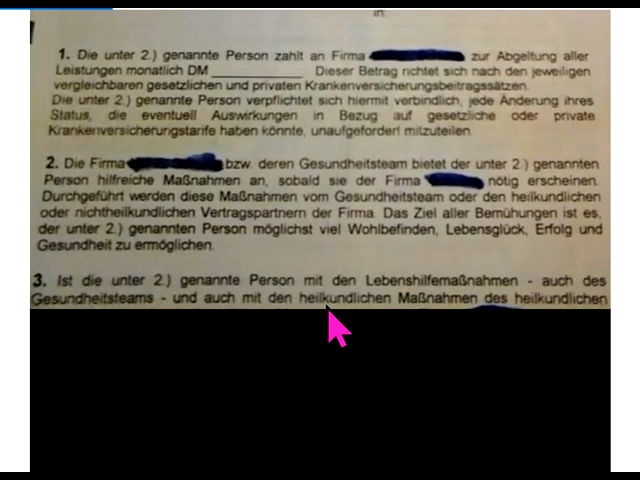 in:
1. Die unter 2.) genannte Person zahlt an Firma zur Abgeltung aller
Leistungen monatlich DM ____________. Dieser Betrag richtet sich nach den jeweiligen
vergleichbaren gesetzlichen und privaten Krankenversicherungsbeitragssätzen.
Die unter 2.) genannte Person verpflichtet sich hiermit verbindlich, jede Änderung ihres
Status, die eventuell Auswirkungen in Bezug auf gesetzliche oder private
Krankenversicherungstarife haben könnte, unaufgefordert mitzuteilen.
2. Die Firma bzw. deren Gesundheitsteam bietet der unter 2.) genannten
Person hilfreiche Maßnahmen an, sobald sie der Firma nötig erscheinen.
Durchgeführt werden diese Maßnahmen vom Gesundheitsteam oder den heilkundlichen
oder nichtheilkundlichen Vertragspartnern der Firma. Das Ziel aller Bemühungen ist es,
der unter 2.) genannten Person möglichst viel Wohlbefinden, Lebensglück, Erfolg und
Gesundheit zu ermöglichen.
3. Ist die unter 2.) genannte Person mit den Lebenshilfemaßnahmen - auch des
Gesundheitsteams - und auch mit den heilkundlichen Maßnahmen des heilkundlichen